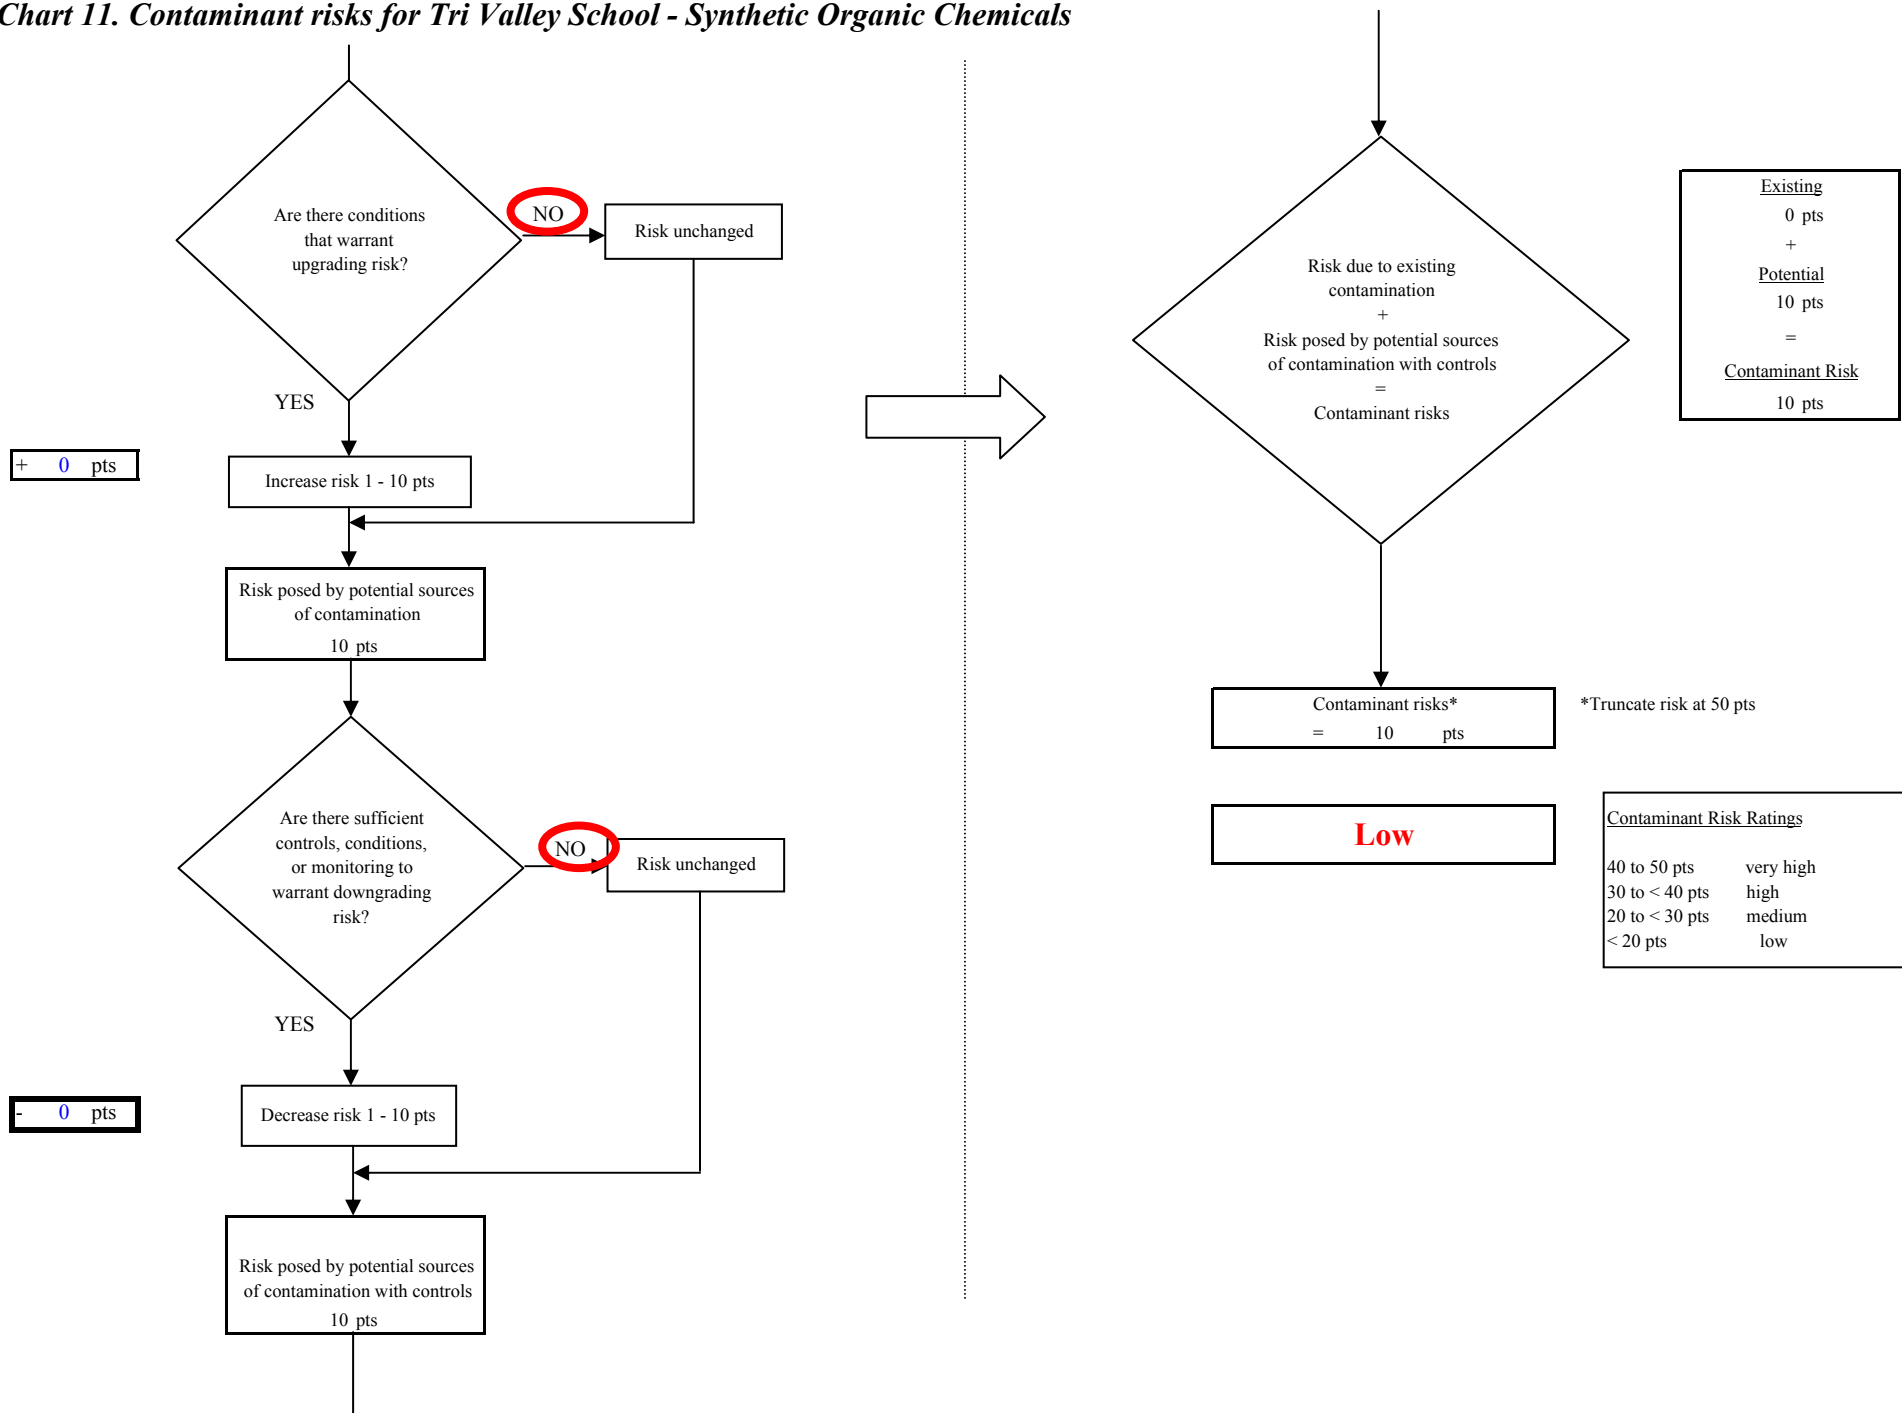 Chart 11. Contaminant risks for Tri Valley School - Synthetic Organic Chemicals
Are there conditions
that warrant
upgrading risk?
NO
Risk unchanged
YES
+ 0 pts
Increase risk 1 - 10 pts
Risk posed by potential sources
of contamination
10 pts
Are there sufficient
controls, conditions,
or monitoring to
warrant downgrading
risk?
NO
Risk unchanged
YES
- 0 pts
Decrease risk 1 - 10 pts
Risk posed by potential sources
of contamination with controls
10 pts
Risk due to existing
contamination
+
Risk posed by potential sources
of contamination with controls
=
Contaminant risks
Existing
0 pts
+
Potential
10 pts
=
Contaminant Risk
10 pts
Contaminant risks*
= 10 pts
*Truncate risk at 50 pts
Low
Contaminant Risk Ratings
40 to 50 pts very high
30 to < 40 pts high
20 to < 30 pts medium
< 20 pts low